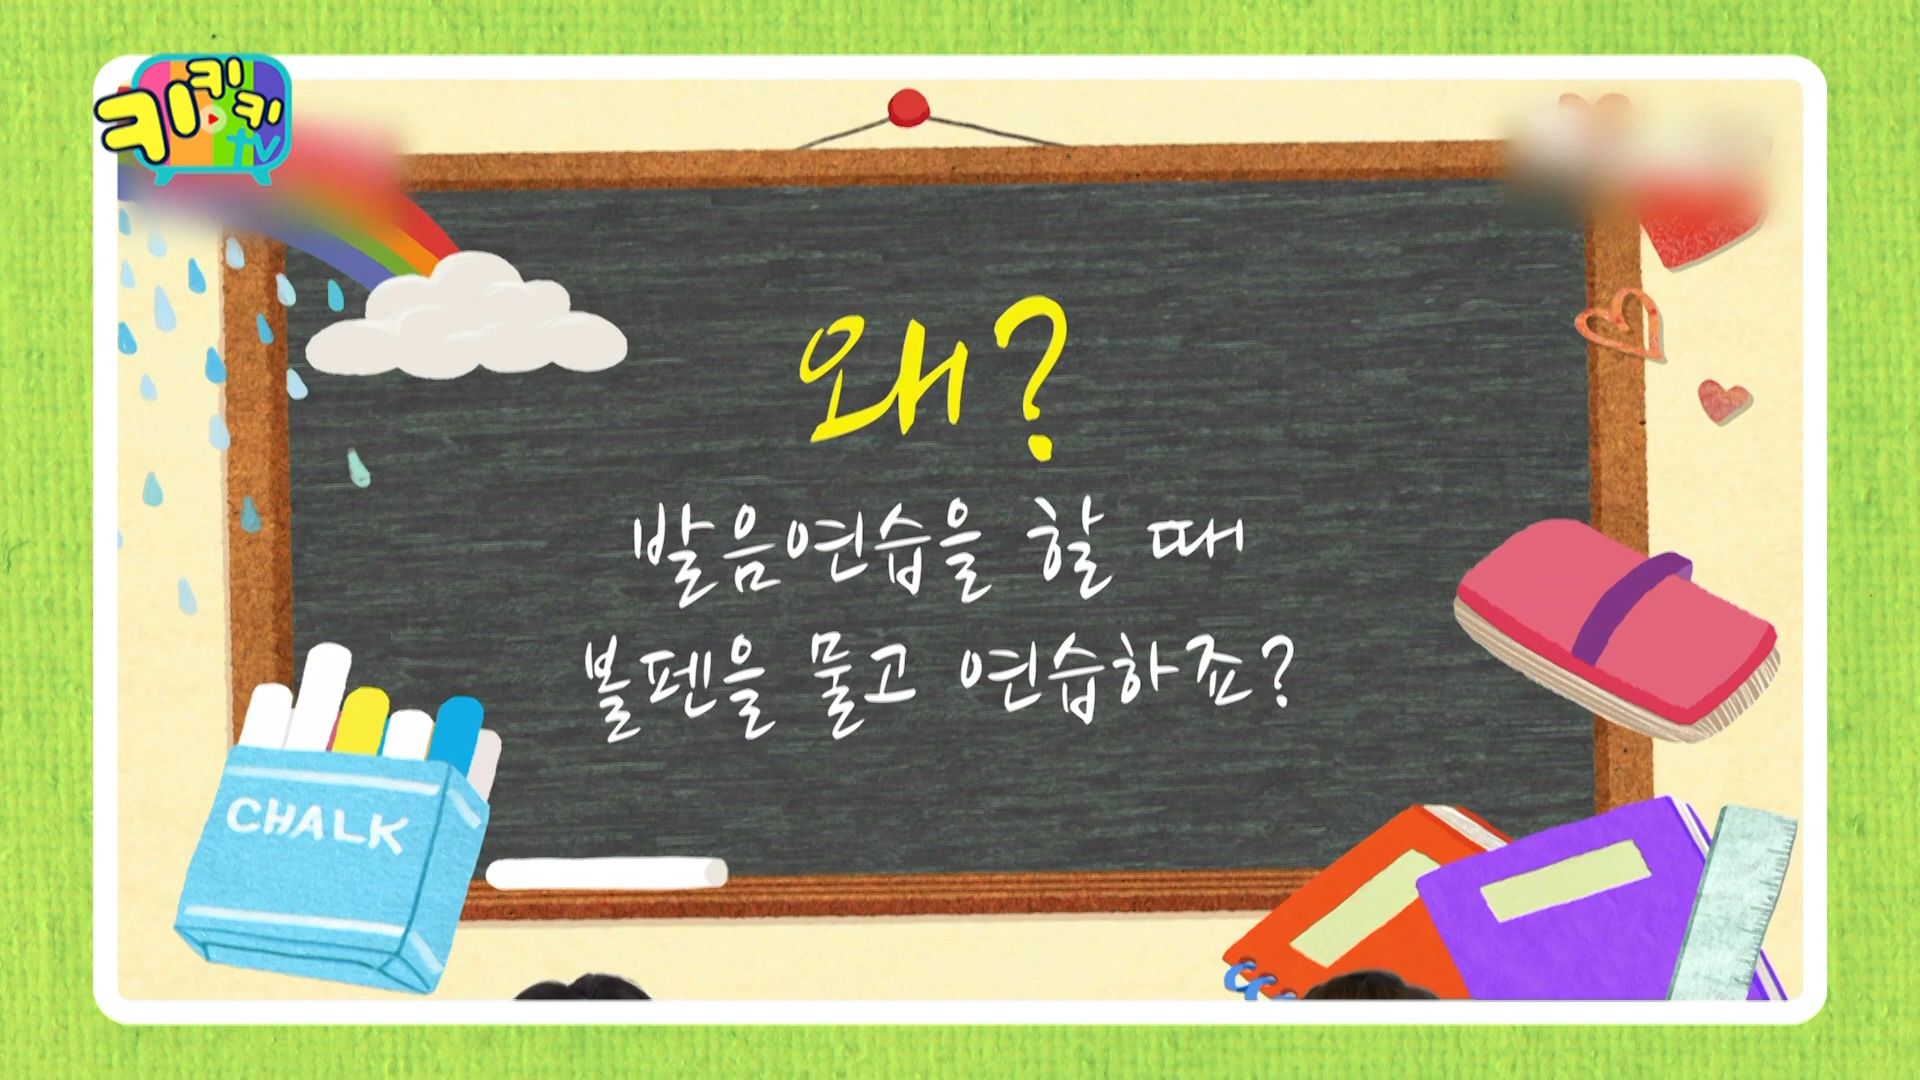 키키키
tv
왜?
발음연습을 할 때
볼펜을 물고 연습하죠?
CHALK